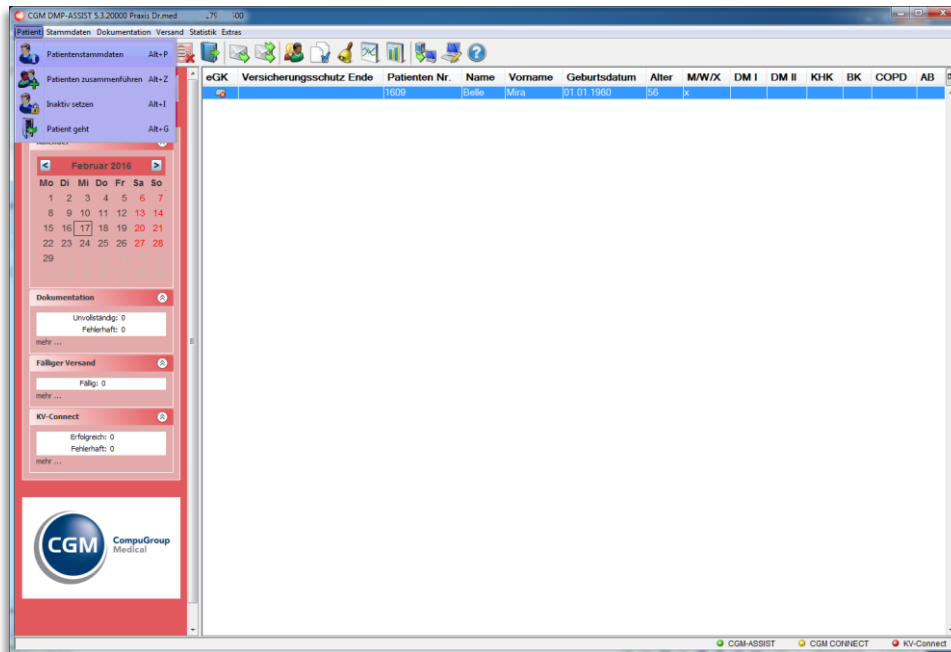 CGM DMP-ASSIST 5.3.20000 Praxis Dr.med .79 00
Patient Stammdaten Dokumentation Versand Statistik Extras
Patientenstammdaten Alt+P
Patienten zusammenführen Alt+Z
Inaktiv setzen Alt+I
Patient geht Alt+G
eGK Versicherungsschutz Ende Patienten Nr. Name Vorname Geburtsdatum Alter M/W/X DM I DM II KHK BK COPD AB
1609 Belle Mira 01.01.1960 56 x
< Februar 2016 >
Mo Di Mi Do Fr Sa So
1 2 3 4 5 6 7
8 9 10 11 12 13 14
15 16 17 18 19 20 21
22 23 24 25 26 27 28
29
Dokumentation
Unvollständig: 0
Fehlerhaft: 0
mehr ...
Fälliger Versand
Fällig: 0
mehr ...
KV-Connect
Erfolgreich: 0
Fehlerhaft: 0
mehr ...
CGM CompuGroup
Medical
CGM-ASSIST CGM CONNECT KV-Connect